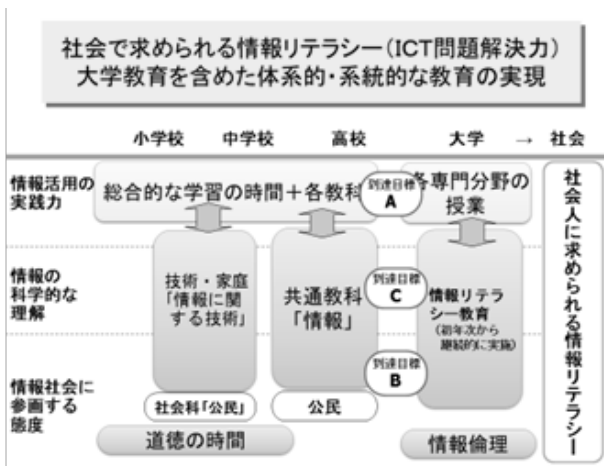 社会で求められる情報リテラシー(ICT問題解決力)
大学教育を含めた体系的・系統的な教育の実現
小学校 中学校 高校 大学 → 社会
情報活用の
実践力
総合的な学習の時間＋各教科
到達目標
A
各専門分野の
授業
情報の
科学的な
理解
技術・家庭
「情報に関
する技術」
共通教科
「情報」
到達目標
C
情報リテラ
シー教育
(初年次から
継続的に実施)
到達目標
B
情報社会に
参画する
態度
社会科「公民」
公民
道徳の時間
情報倫理
社会人に求められる情報リテラシー